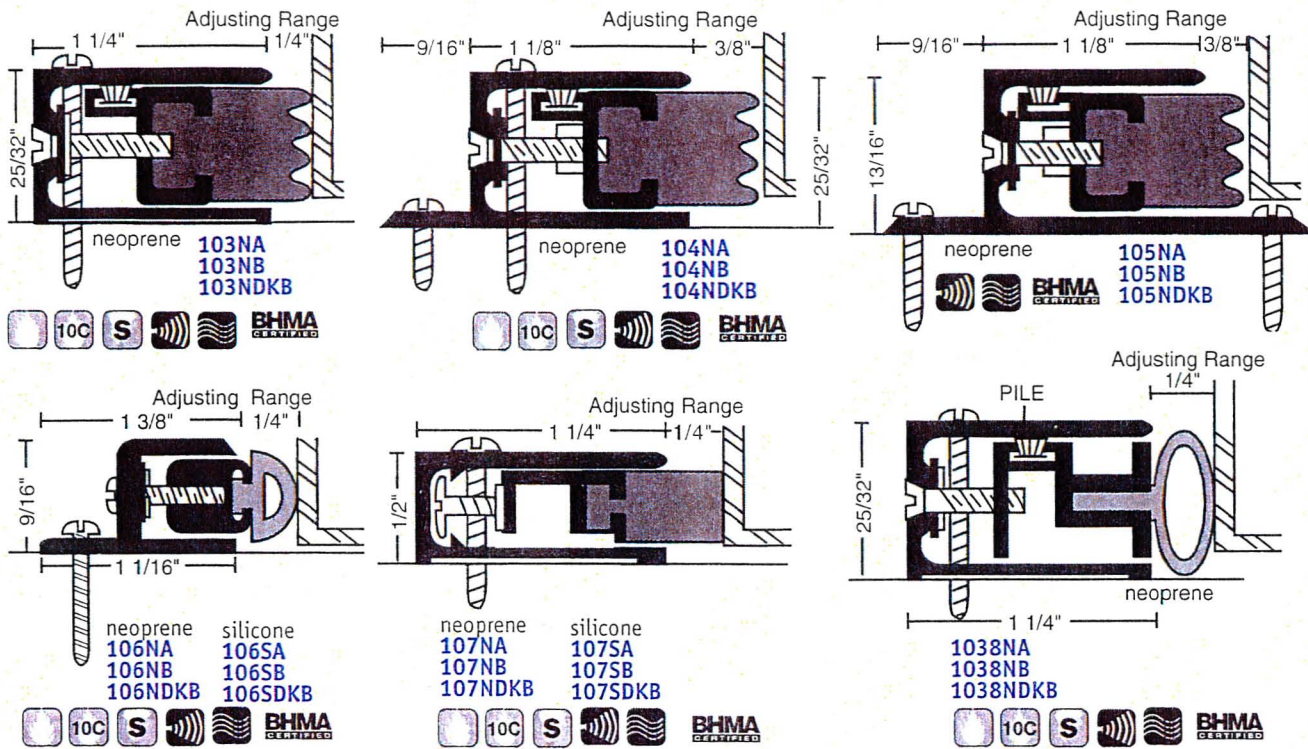 Adjusting Range
1 1/4" 1/4"
25/32"
neoprene
103NA
103NB
103NDKB
10C S BHMA CERTIFIED
Adjusting Range
9/16" 1 1/8" 3/8"
25/32"
neoprene
104NA
104NB
104NDKB
10C S BHMA CERTIFIED
Adjusting Range
9/16" 1 1/8" 3/8"
13/16"
neoprene
105NA
105NB
105NDKB
BHMA CERTIFIED
Adjusting Range
1 3/8" 1/4"
9/16"
1 1/16"
neoprene silicone
106NA 106SA
106NB 106SB
106NDKB 106SDKB
10C S BHMA CERTIFIED
Adjusting Range
1 1/4" 1/4"
1/2"
neoprene silicone
107NA 107SA
107NB 107SB
107NDKB 107SDKB
10C S BHMA CERTIFIED
Adjusting Range
1/4"
PILE
25/32"
neoprene
1 1/4"
1038NA
1038NB
1038NDKB
10C S BHMA CERTIFIED